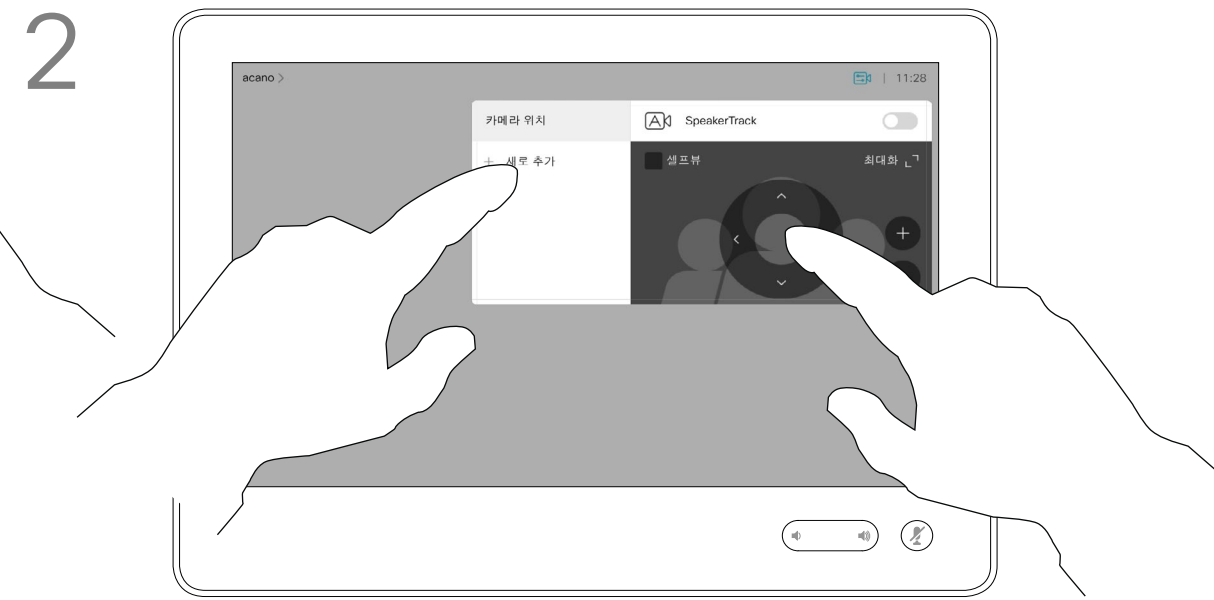 2
acano >
11:28
카메라 위치
SpeakerTrack
+ 새로 추가
셀프뷰
최대화